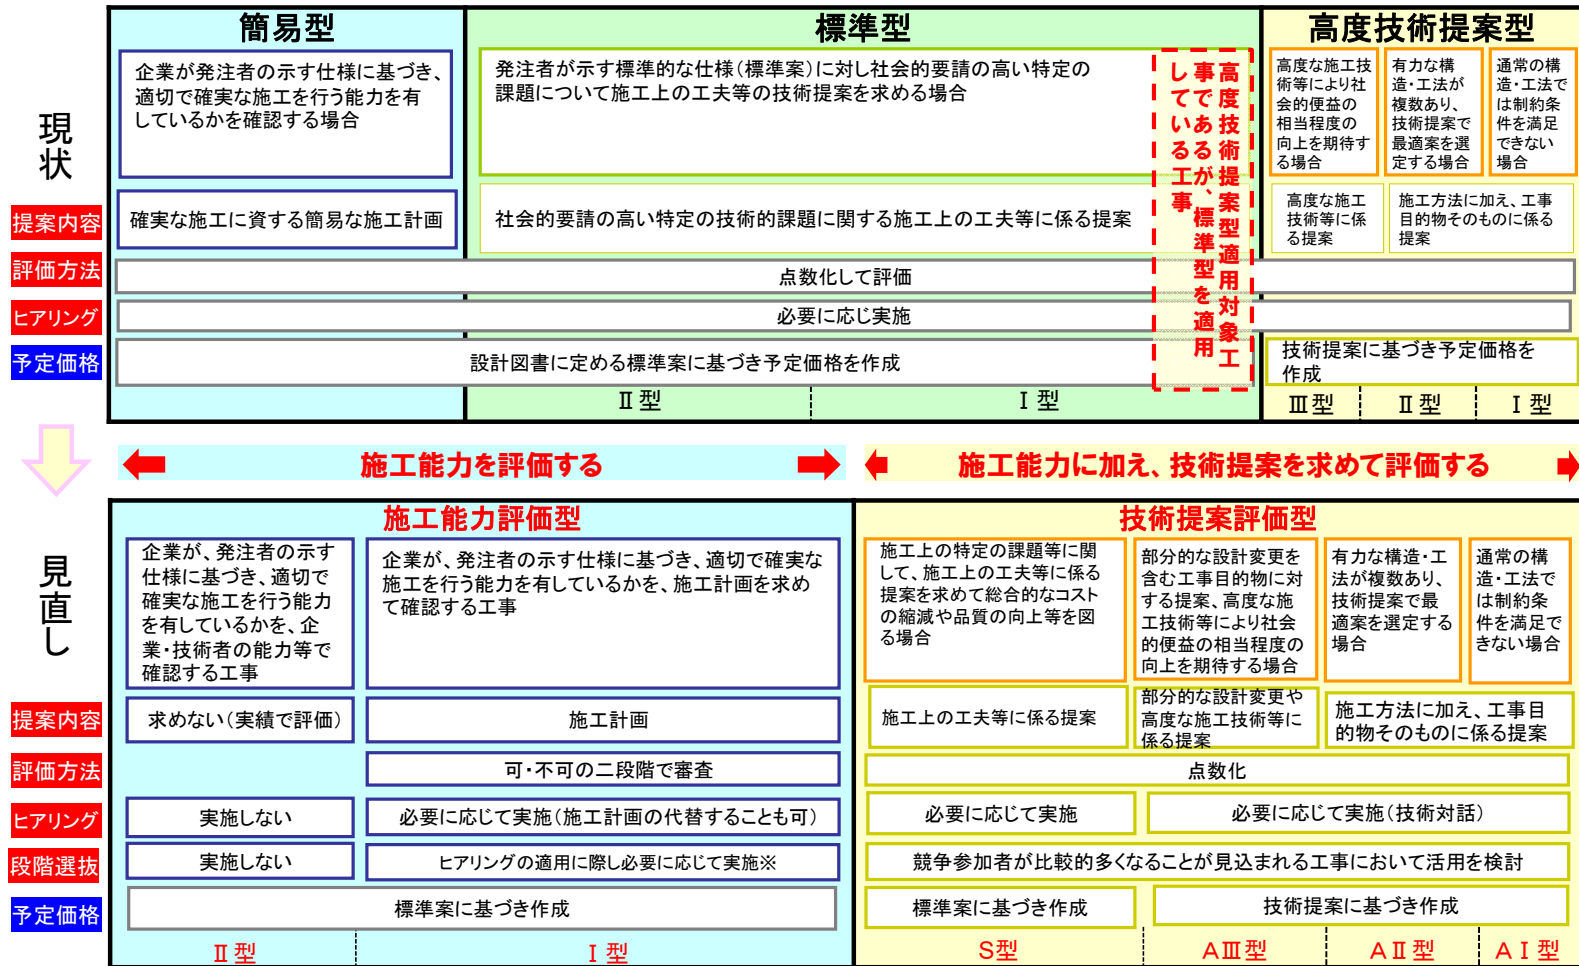 簡易型
標準型
高度技術提案型
現状
企業が発注者の示す仕様に基づき、
適切で確実な施工を行う能力を有
しているかを確認する場合
発注者が示す標準的な仕様(標準案)に対し社会的要請の高い特定の
課題について施工上の工夫等の技術提案を求める場合
高度技術提案型適用対象工
事であるが、標準型を適用
している工事
高度な施工技
術等により社
会的便益の
相当程度の
向上を期待す
る場合
有力な構
造・工法が
複数あり、
技術提案で
最適案を選
定する場合
通常の構
造・工法で
は制約条
件を満足
できない
場合
提案内容
確実な施工に資する簡易な施工計画
社会的要請の高い特定の技術的課題に関する施工上の工夫等に係る提案
高度な施工
技術等に係
る提案
施工方法に加え、工事
目的物そのものに係る
提案
評価方法
点数化して評価
ヒアリング
必要に応じ実施
予定価格
設計図書に定める標準案に基づき予定価格を作成
技術提案に基づき予定価格を
作成
Ⅱ型
Ⅰ型
Ⅲ型
Ⅱ型
Ⅰ型
施工能力を評価する
施工能力に加え、技術提案を求めて評価する
見直し
施工能力評価型
技術提案評価型
企業が、発注者の示す
仕様に基づき、適切で
確実な施工を行う能力
を有しているかを、企
業・技術者の能力等で
確認する工事
企業が、発注者の示す仕様に基づき、適切で確実な
施工を行う能力を有しているかを、施工計画を求め
て確認する工事
施工上の特定の課題等に関
して、施工上の工夫等に係る
提案を求めて総合的なコスト
の縮減や品質の向上等を図
る場合
部分的な設計変更を
含む工事目的物に対
する提案、高度な施
工技術等により社会
的便益の相当程度の
向上を期待する場合
有力な構造・工
法が複数あり、
技術提案で最
適案を選定する
場合
通常の構
造・工法で
は制約条
件を満足で
きない場合
提案内容
求めない(実績で評価)
施工計画
施工上の工夫等に係る提案
部分的な設計変更や
高度な施工技術等に
係る提案
施工方法に加え、工事目
的物そのものに係る提案
評価方法
可・不可の二段階で審査
点数化
ヒアリング
実施しない
必要に応じて実施(施工計画の代替することも可)
必要に応じて実施
必要に応じて実施(技術対話)
段階選抜
実施しない
ヒアリングの適用に際し必要に応じて実施※
競争参加者が比較的多くなることが見込まれる工事において活用を検討
予定価格
標準案に基づき作成
標準案に基づき作成
技術提案に基づき作成
Ⅱ型
Ⅰ型
S型
AⅢ型
AⅡ型
AⅠ型